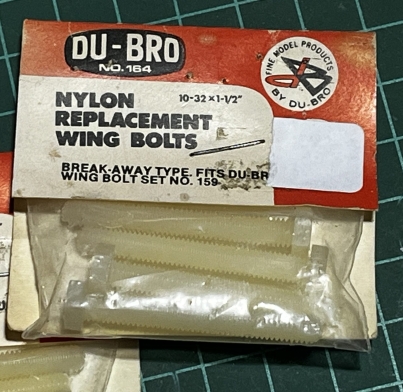 DU-BRO
NO. 164
FINE MODEL PRODUCTS
BY DU-BRO
NYLON 10-32 x 1-1/2"
REPLACEMENT
WING BOLTS
BREAK-AWAY TYPE. FITS DU-BR
WING BOLT SET NO. 159